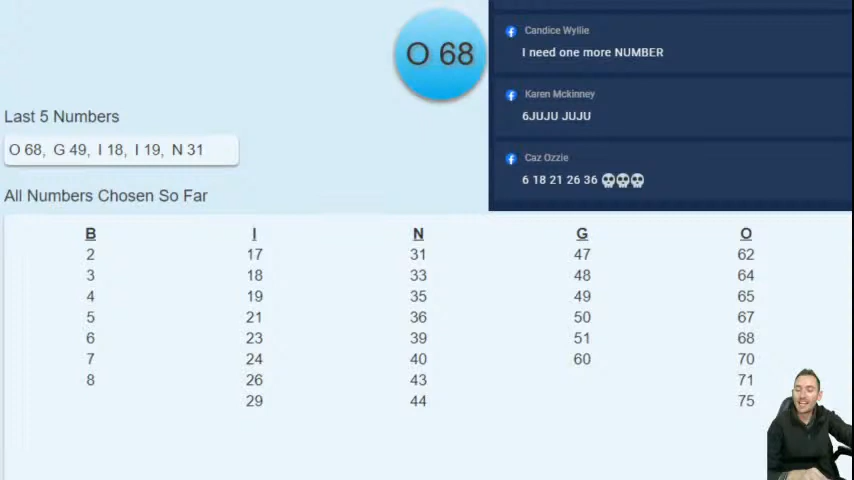 O 68
Candice Wyllie
I need one more NUMBER
Karen Mckinney
6JUJU JUJU
Caz Ozzie
6 18 21 26 36 💀💀💀
Last 5 Numbers
O 68, G 49, I 18, I 19, N 31
All Numbers Chosen So Far
B I N G O
2 17 31 47 62
3 18 33 48 64
4 19 35 49 65
5 21 36 50 67
6 23 39 51 68
7 24 40 60 70
8 26 43 71
29 44 75